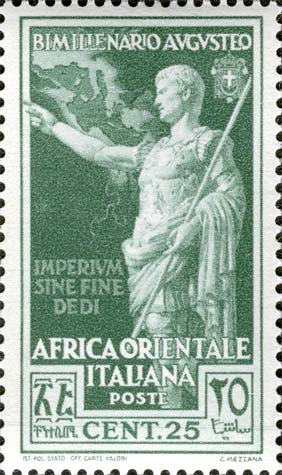 BIMILLENARIO AVGVSTEO
IMPERIVM
SINE FINE
DEDI
AFRICA ORIENTALE
ITALIANA
POSTE
፳፭ ٢٥
CENT.25
IST. POL. STATO - OFF. CARTE VALORI C. MEZZANA